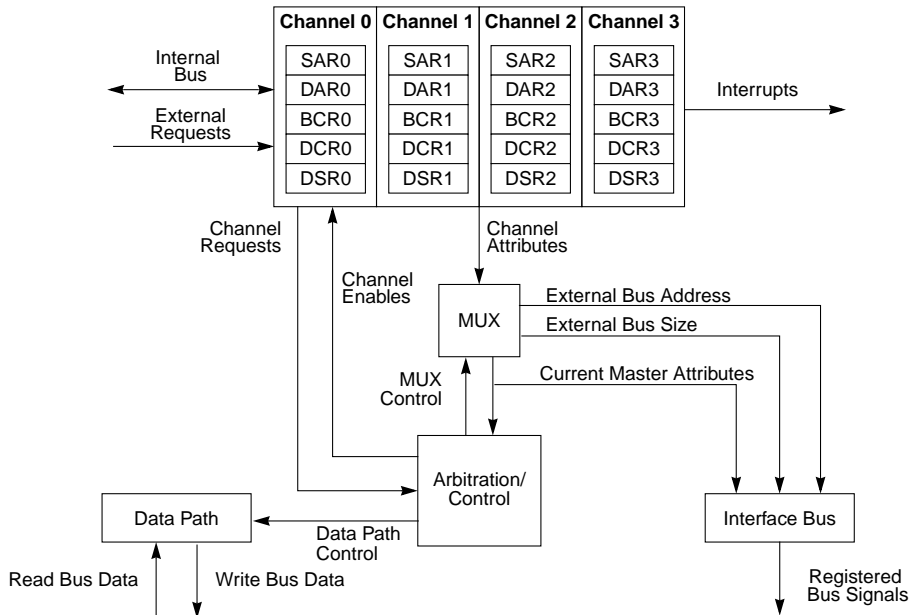 Channel 0 Channel 1 Channel 2 Channel 3
SAR0 SAR1 SAR2 SAR3
DAR0 DAR1 DAR2 DAR3
BCR0 BCR1 BCR2 BCR3
DCR0 DCR1 DCR2 DCR3
DSR0 DSR1 DSR2 DSR3
Internal
Bus
External
Requests
Interrupts
Channel
Requests
Channel
Enables
Channel
Attributes
MUX
External Bus Address
External Bus Size
Current Master Attributes
MUX
Control
Arbitration/
Control
Data Path
Data Path
Control
Interface Bus
Read Bus Data
Write Bus Data
Registered
Bus Signals